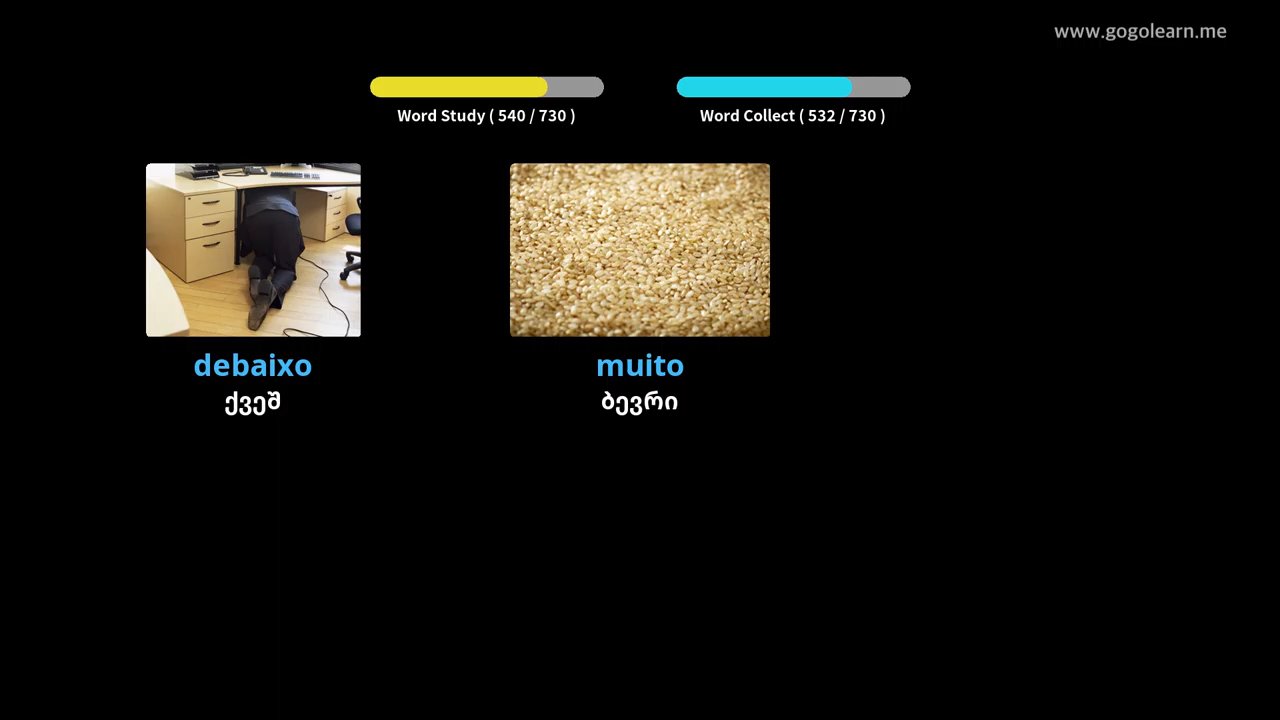 www.gogolearn.me
Word Study ( 540 / 730 )
Word Collect ( 532 / 730 )
debaixo
ქვეშ
muito
ბევრი